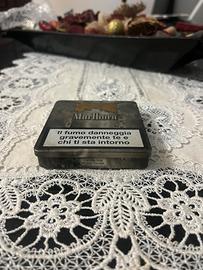 Marlboro
Il fumo danneggia
gravemente te e
chi ti sta intorno